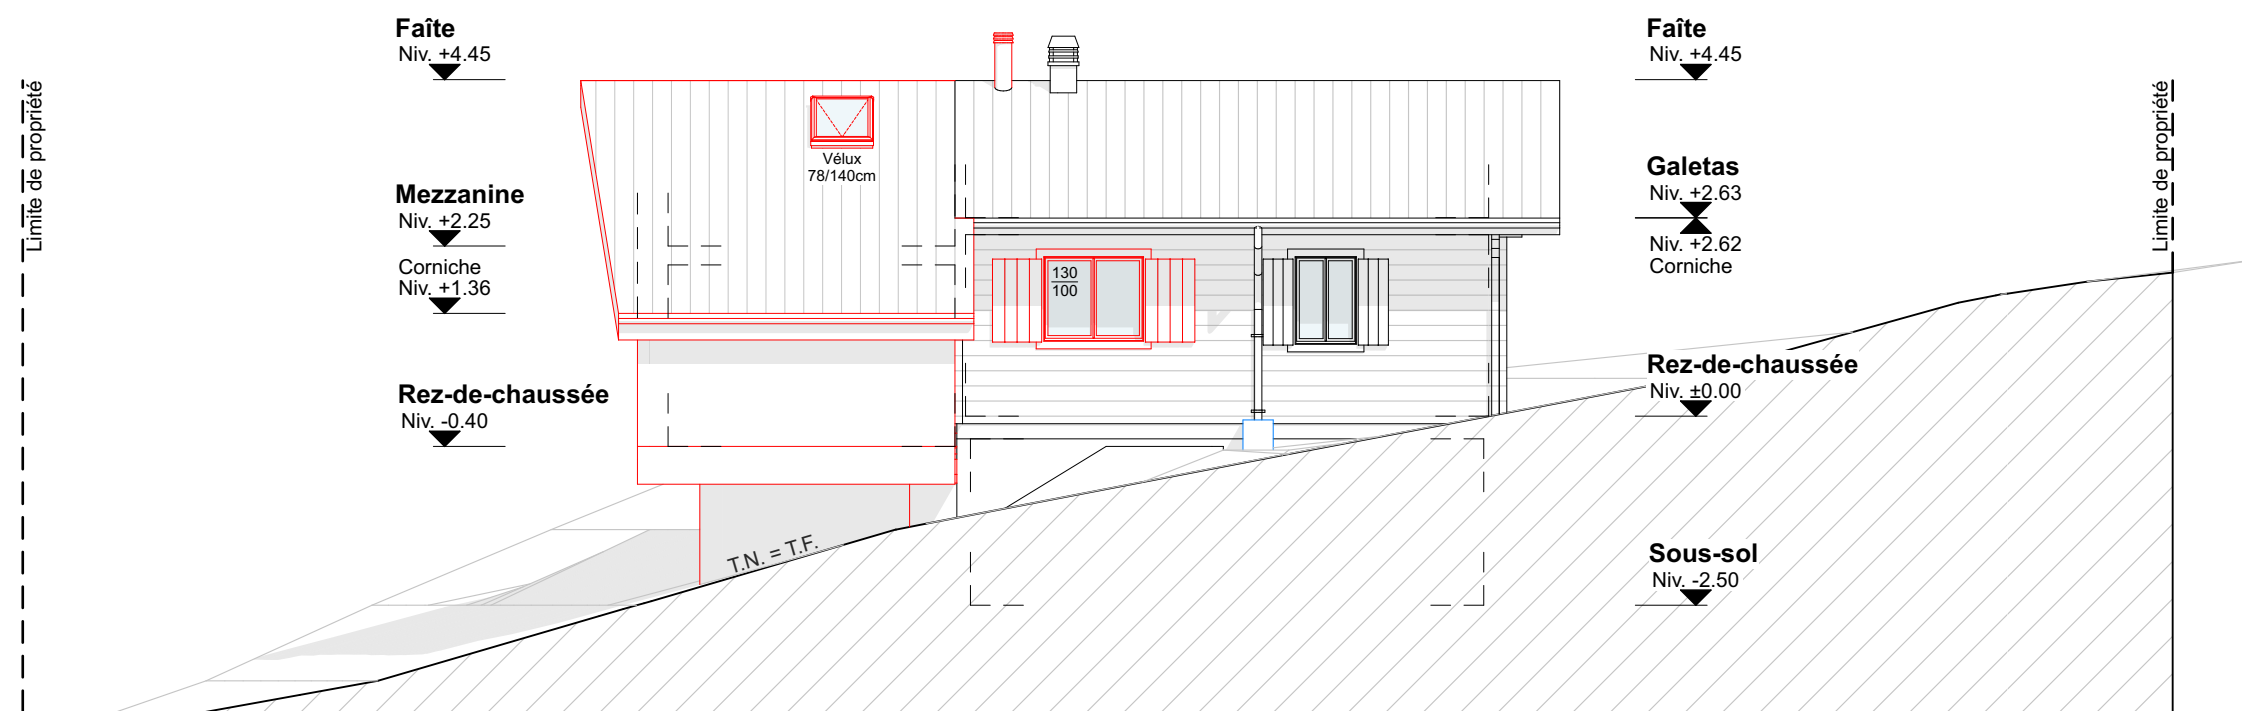 Faîte
Niv. +4.45
Limite de propriété
Mezzanine
Niv. +2.25
Corniche
Niv. +1.36
Rez-de-chaussée
Niv. -0.40
Vélux
78/140cm
130
100
T.N. = T.F.
Faîte
Niv. +4.45
Galetas
Niv. +2.63
Niv. +2.62
Corniche
Rez-de-chaussée
Niv. ±0.00
Sous-sol
Niv. -2.50
Limite de propriété